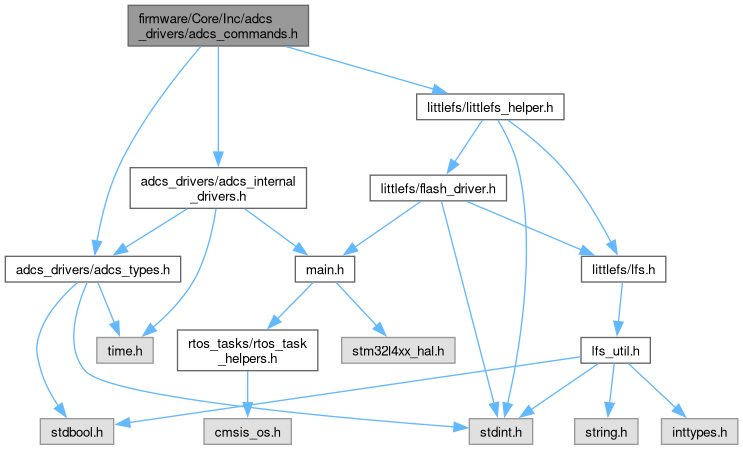 firmware/Core/Inc/adcs
_drivers/adcs_commands.h
littlefs/littlefs_helper.h
adcs_drivers/adcs_internal
_drivers.h
littlefs/flash_driver.h
adcs_drivers/adcs_types.h
main.h
littlefs/lfs.h
time.h
rtos_tasks/rtos_task
_helpers.h
stm32l4xx_hal.h
lfs_util.h
stdbool.h
cmsis_os.h
stdint.h
string.h
inttypes.h